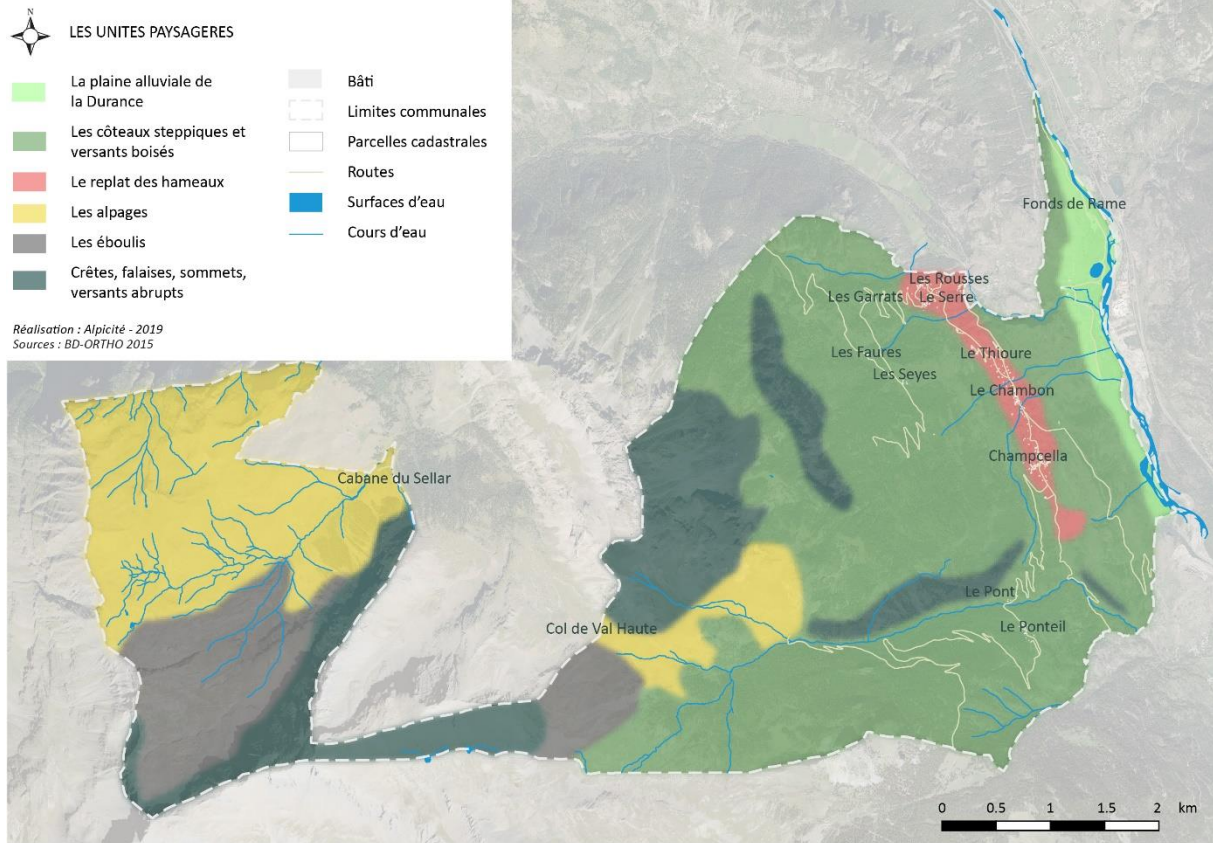 N
LES UNITES PAYSAGERES
La plaine alluviale de
la Durance
Les côteaux steppiques et
versants boisés
Le replat des hameaux
Les alpages
Les éboulis
Crêtes, falaises, sommets,
versants abrupts
Bâti
Limites communales
Parcelles cadastrales
Routes
Surfaces d'eau
Cours d'eau
Réalisation : Alpicité - 2019
Sources : BD-ORTHO 2015
Fonds de Rame
Les Rousses
Les Garrats
Le Serre
Les Faures
Le Thioure
Les Seyes
Le Chambon
Champcella
Cabane du Sellar
Le Pont
Col de Val Haute
Le Ponteil
0 0.5 1 1.5 2 km